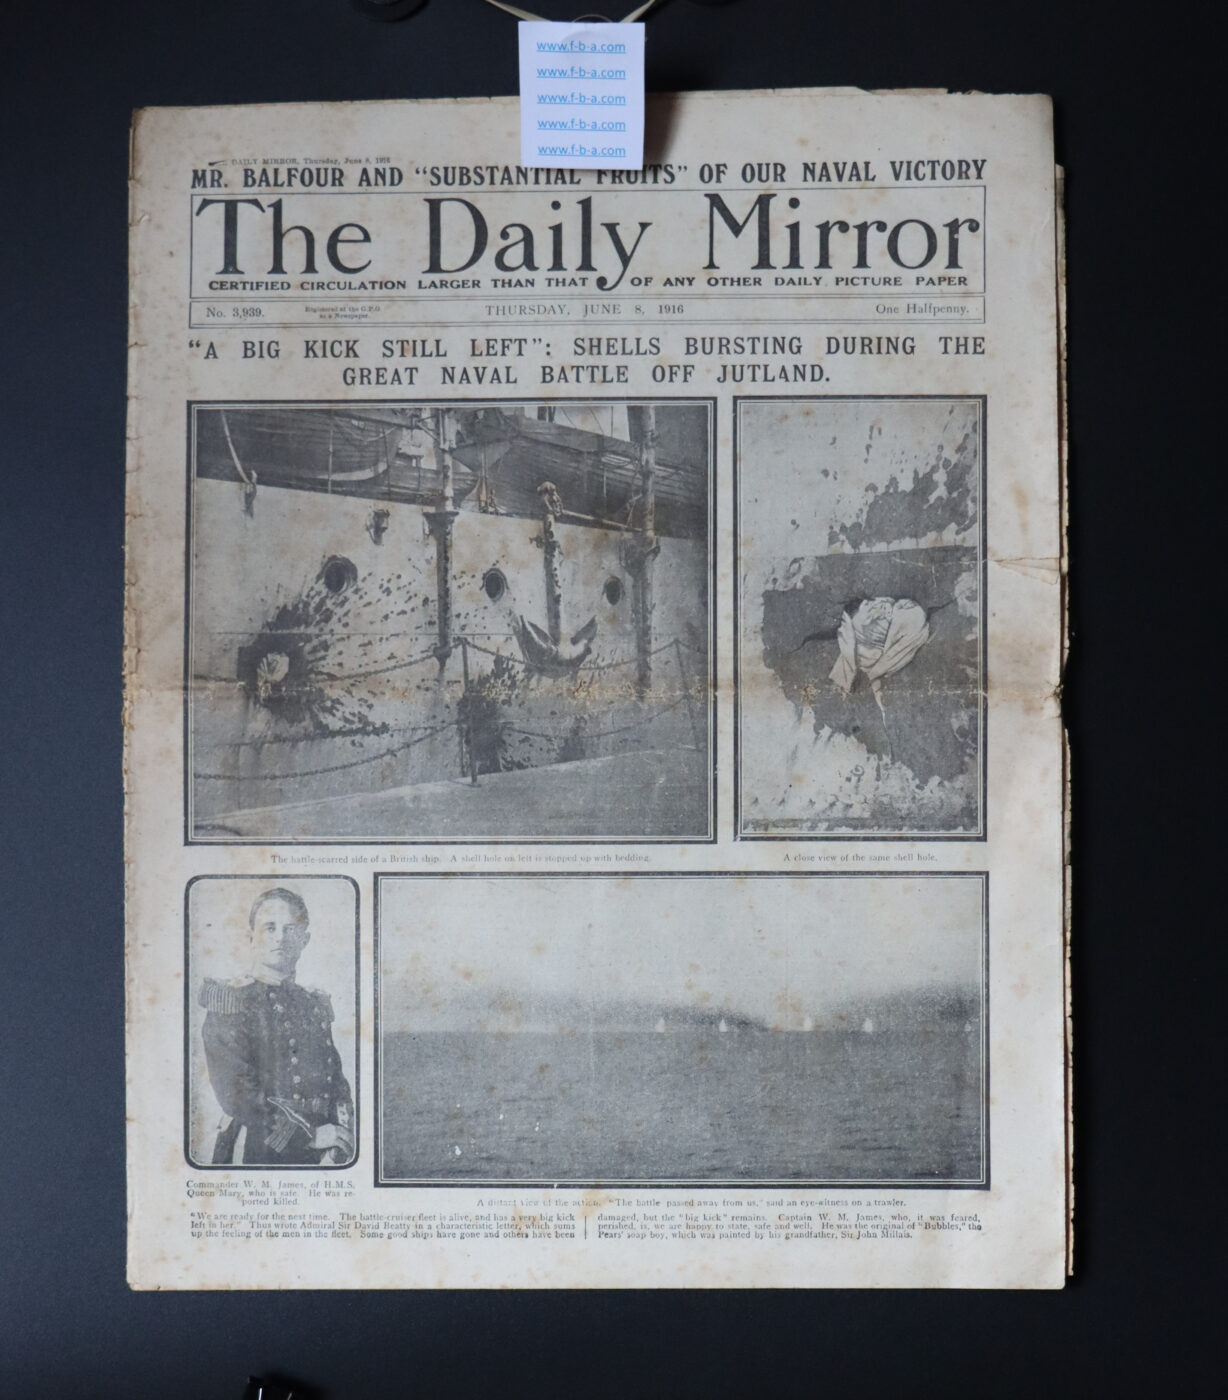 www.f-b-a.com
www.f-b-a.com
www.f-b-a.com
www.f-b-a.com
www.f-b-a.com
DAILY MIRROR, Thursday, June 8, 1916
MR. BALFOUR AND “SUBSTANTIAL FRUITS” OF OUR NAVAL VICTORY
The Daily Mirror
CERTIFIED CIRCULATION LARGER THAN THAT OF ANY OTHER DAILY PICTURE PAPER
No. 3,939. Registered at the G.P.O. as a Newspaper. THURSDAY, JUNE 8, 1916 One Halfpenny.
“A BIG KICK STILL LEFT”: SHELLS BURSTING DURING THE
GREAT NAVAL BATTLE OFF JUTLAND.
The battle-scarred side of a British ship. A shell hole on left is stopped up with bedding.
A close view of the same shell hole.
Commander W. M. James, of H.M.S.
Queen Mary, who is safe. He was re-
ported killed.
A distant view of the action. “The battle passed away from us,” said an eye-witness on a trawler.
“We are ready for the next time. The battle-cruiser fleet is alive, and has a very big kick
left in her.” Thus wrote Admiral Sir David Beatty in a characteristic letter, which sums
up the feeling of the men in the fleet. Some good ships have gone and others have been
damaged, but the “big kick” remains. Captain W. M. James, who, it was feared,
perished, is, we are happy to state, safe and well. He was the original of “Bubbles,” the
Pears' soap boy, which was painted by his grandfather, Sir John Millais.